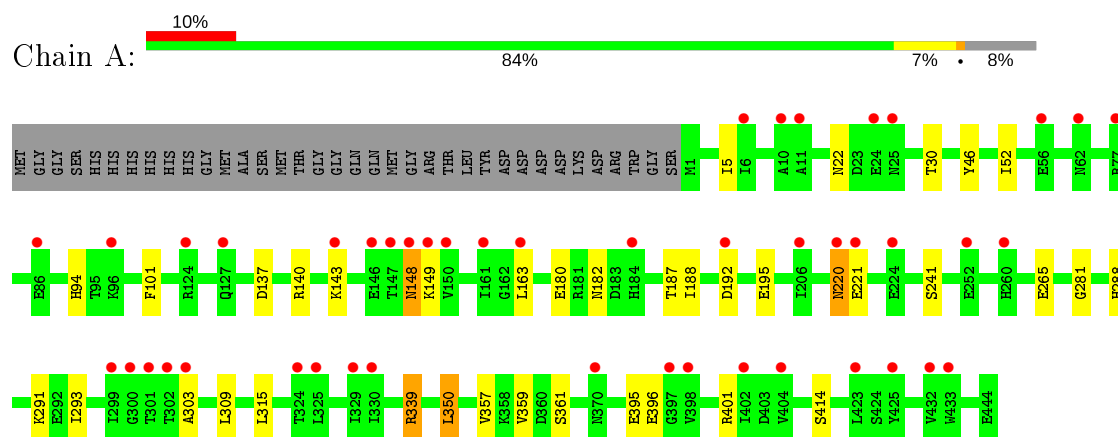 10%
Chain A:
84% 7% • 8%
MET GLY GLY SER HIS HIS HIS HIS HIS HIS GLY MET ALA SER MET THR GLY GLY GLN GLN MET GLY ARG THR LEU TYR ASP ASP ASP ASP LYS ASP ARG TRP GLY SER M1 I5 I6 A10 A11 N22 D23 E24 N25 T30 Y46 I52 E56 N62 R77
E86 H94 T95 K96 F101 R124 Q127 D137 R140 K143 E146 T147 N148 K149 V150 I161 G162 L163 E180 R181 N182 D183 H184 T187 I188 D192 E195 I206 N220 E221 E224 S241 E252 H260 E265 G281 H288
K291 E292 I293 I299 G300 T301 T302 A303 L309 L315 T324 L325 I329 I330 R339 L350 V357 K358 V359 D360 S361 N370 E395 E396 G397 V398 R401 I402 D403 V404 S414 L423 S424 Y425 V432 W433 E444